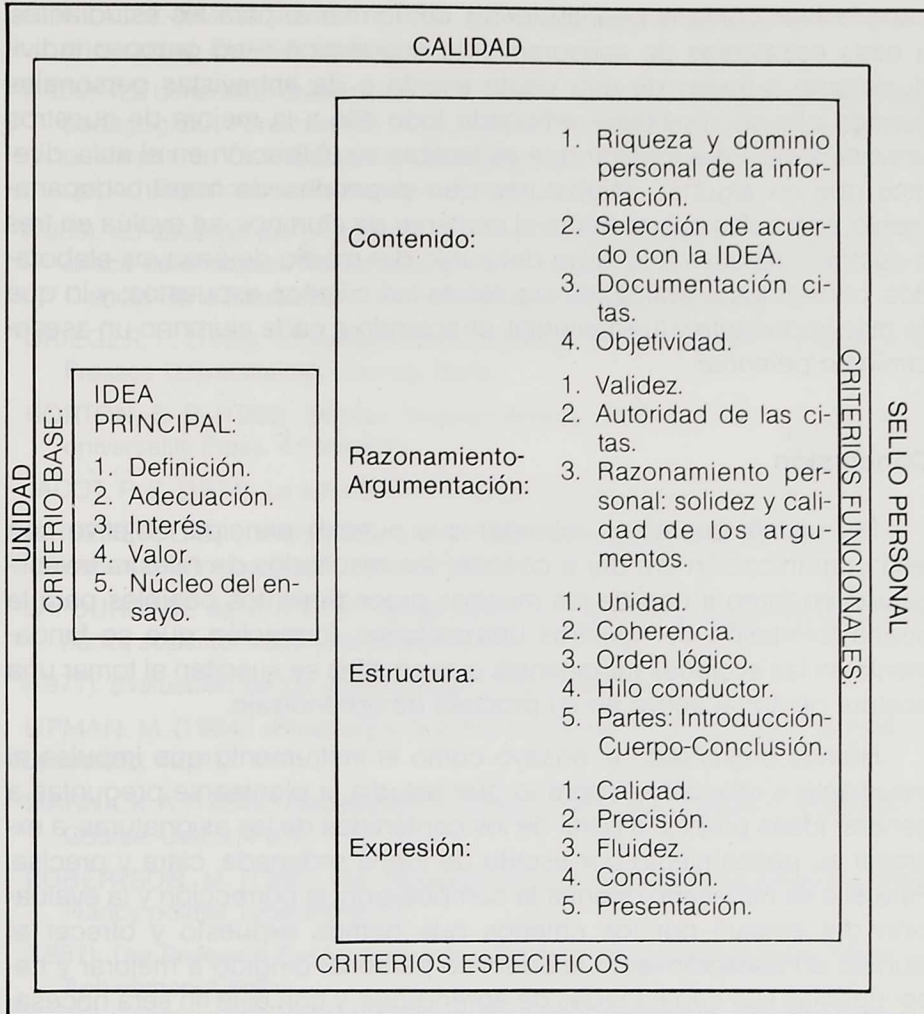 CALIDAD
UNIDAD
CRITERIO BASE:
IDEA
PRINCIPAL:
1. Definición.
2. Adecuación.
3. Interés.
4. Valor.
5. Núcleo del en-
sayo.
Contenido:
1. Riqueza y dominio
personal de la infor-
mación.
2. Selección de acuer-
do con la IDEA.
3. Documentación ci-
tas.
4. Objetividad.
Razonamiento-
Argumentación:
1. Validez.
2. Autoridad de las ci-
tas.
3. Razonamiento per-
sonal: solidez y cali-
dad de los argu-
mentos.
Estructura:
1. Unidad.
2. Coherencia.
3. Orden lógico.
4. Hilo conductor.
5. Partes: Introducción-
Cuerpo-Conclusión.
Expresión:
1. Calidad.
2. Precisión.
3. Fluidez.
4. Concisión.
5. Presentación.
CRITERIOS FUNCIONALES:
SELLO PERSONAL
CRITERIOS ESPECIFICOS